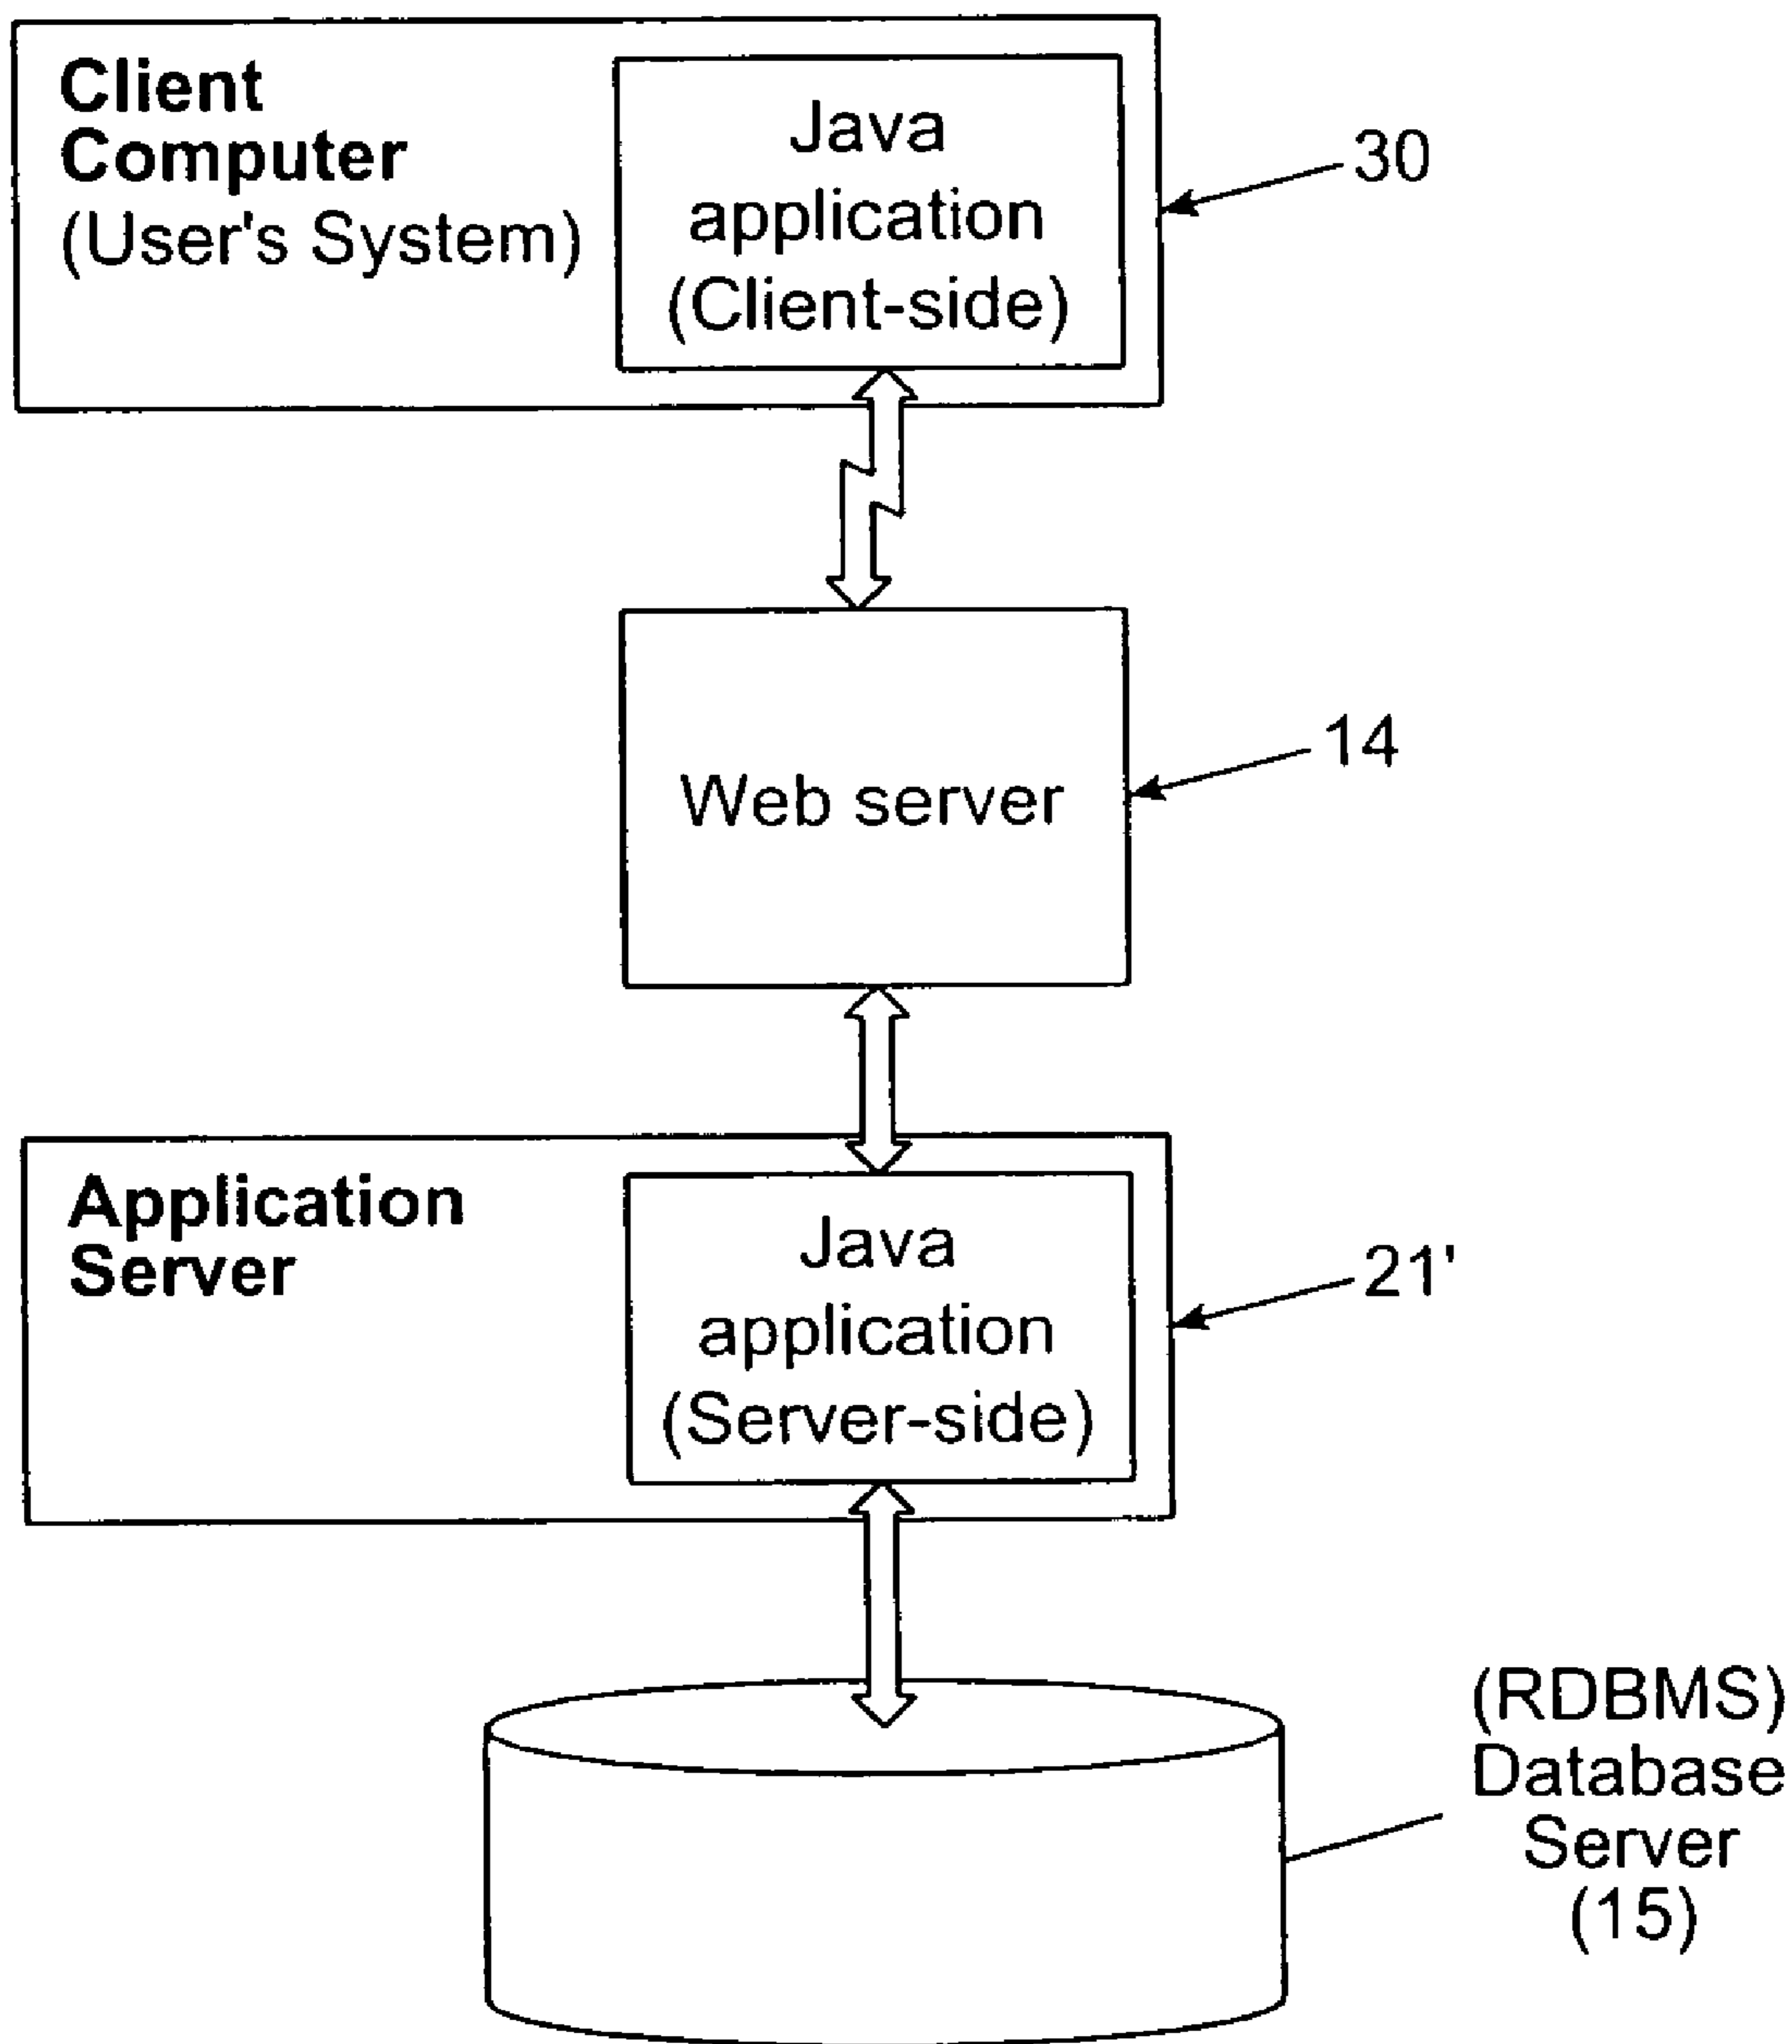 Client
Computer
(User's System)
Java
application
(Client-side)
30
Web server
14
Application
Server
Java
application
(Server-side)
21'
(RDBMS)
Database
Server
(15)